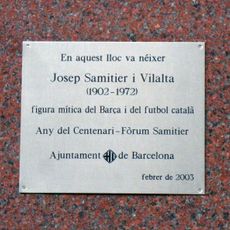 En aquest lloc va néixer
Josep Samitier i Vilalta
(1902-1972)
figura mítica del Barça i del futbol català
Any del Centenari-Fòrum Samitier
Ajuntament de Barcelona
febrer de 2003